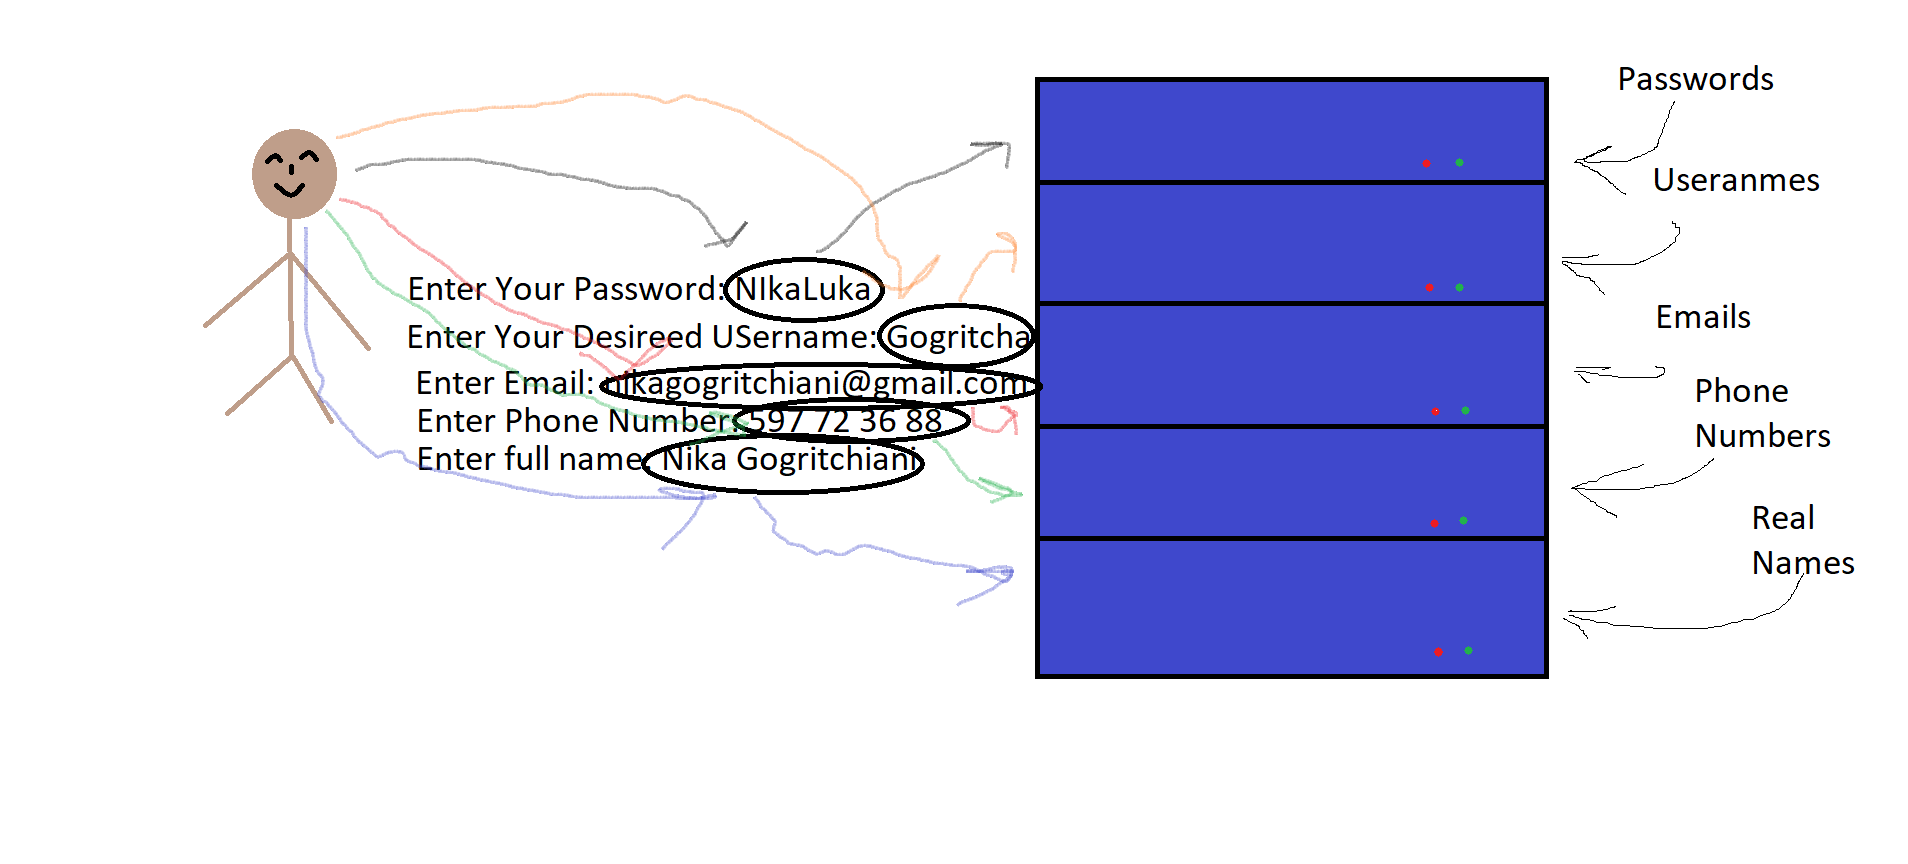 Enter Your Password: NIkaLuka
Enter Your Desireed USername: Gogritcha
Enter Email: nikagogritchiani@gmail.com
Enter Phone Number: 597 72 36 88
Enter full name: Nika Gogritchiani
Passwords
Useranmes
Emails
Phone
Numbers
Real
Names